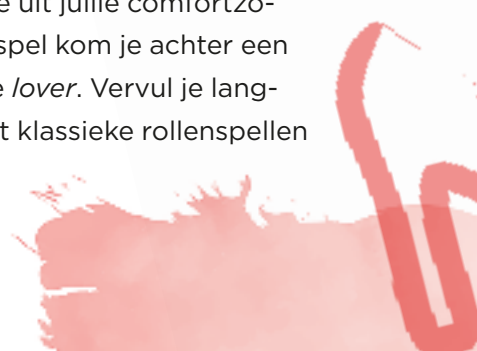 e uit jullie comfortzo-
spel kom je achter een
e lover. Vervul je lang-
t klassieke rollenspellen